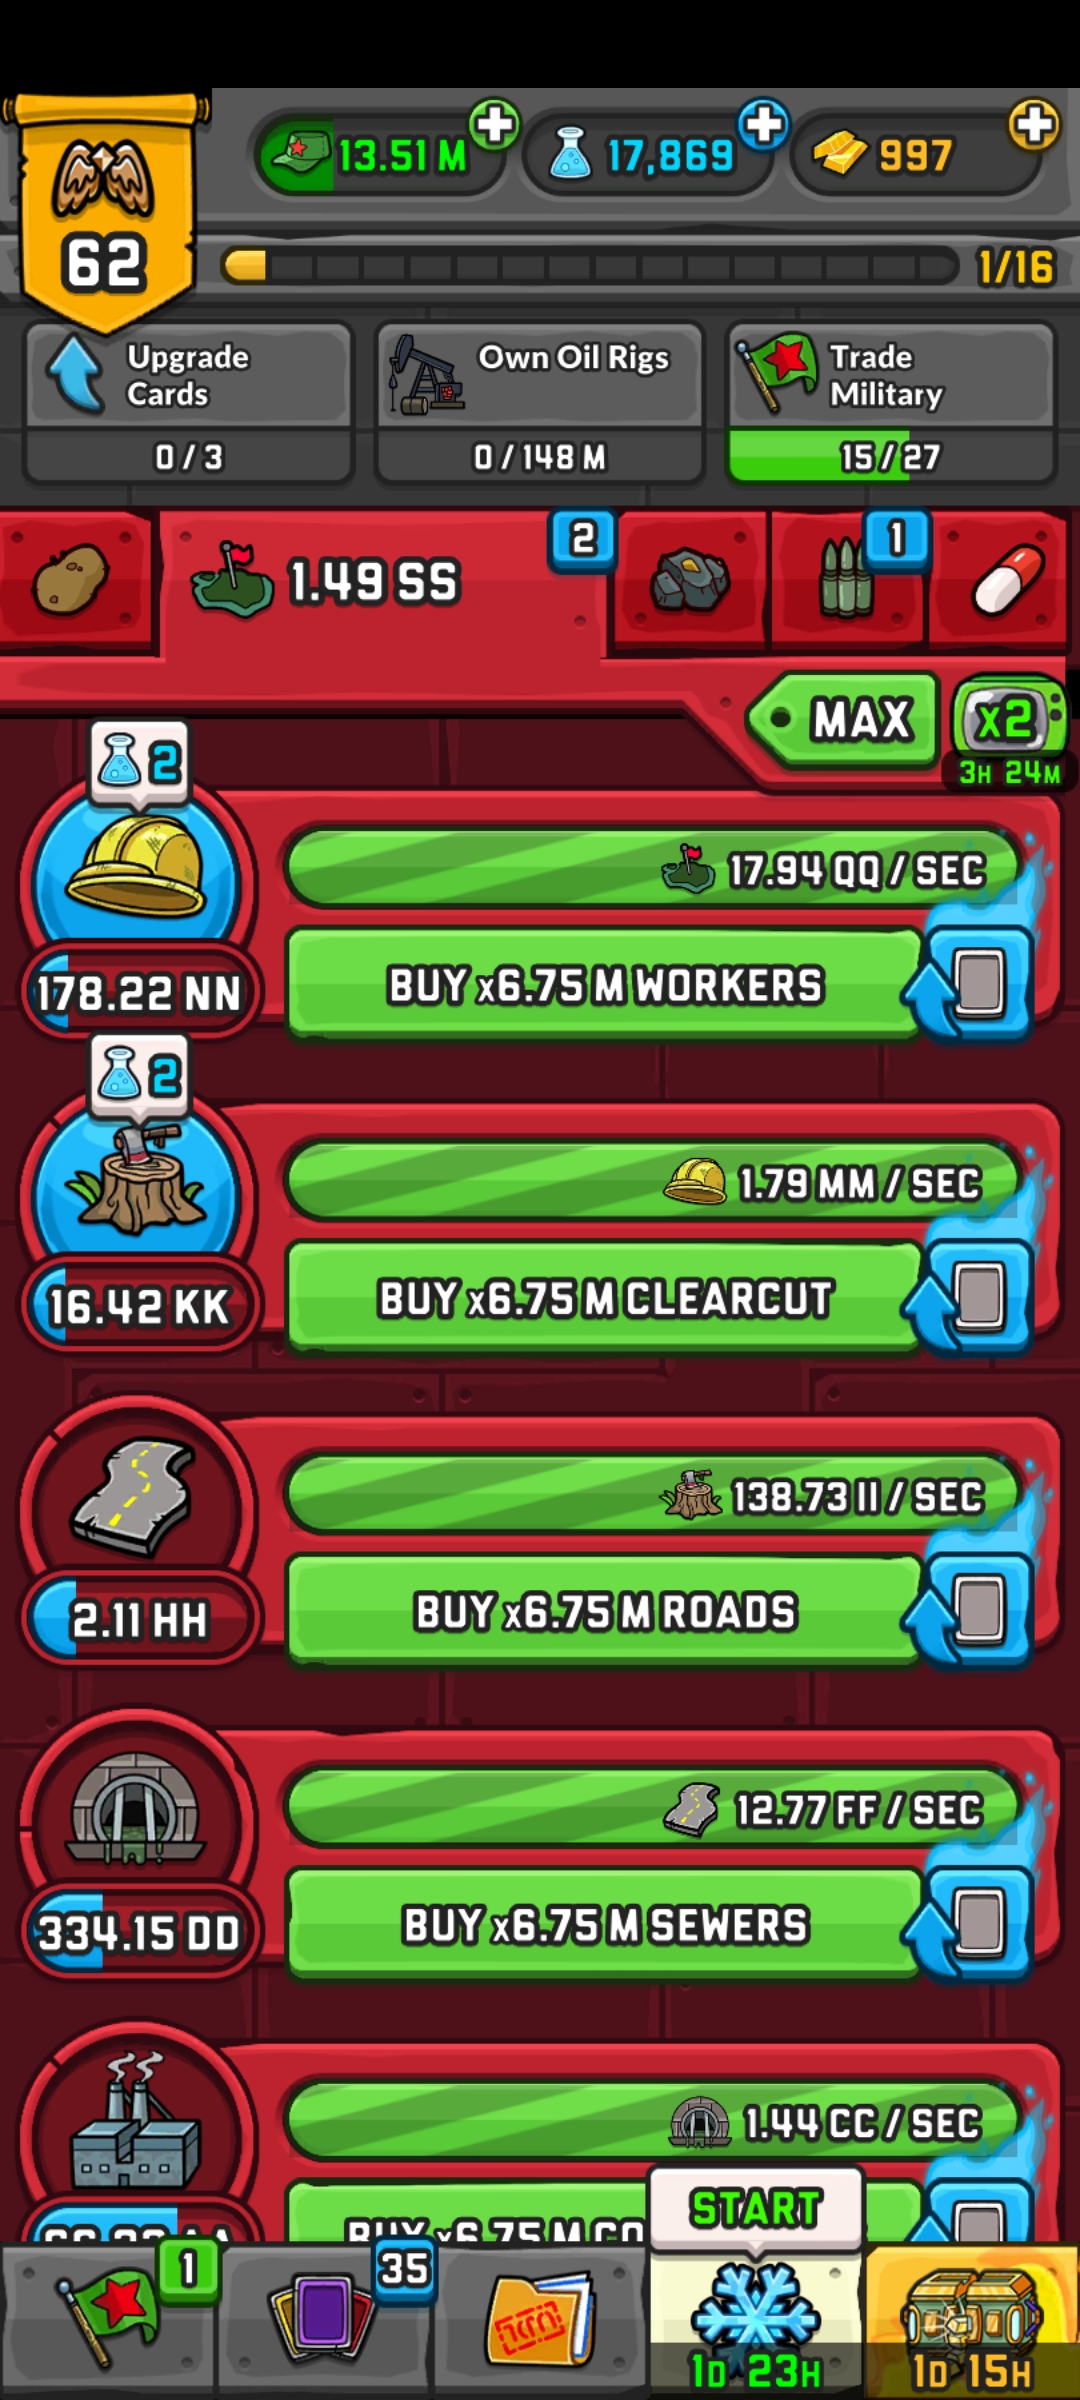 13.51 M
17,869
997
62
1/16
Upgrade
Cards
0 / 3
Own Oil Rigs
0 / 148 M
Trade
Military
15 / 27
1.49 SS
2
1
MAX
x2
3H 24M
2
17.94 QQ / SEC
178.22 NN
BUY x6.75 M WORKERS
2
1.79 MM / SEC
16.42 KK
BUY x6.75 M CLEARCUT
138.73 II / SEC
2.11 HH
BUY x6.75 M ROADS
12.77 FF / SEC
334.15 DD
BUY x6.75 M SEWERS
1.44 CC / SEC
BUY x6.75 M CO
START
1
35
1D 23H
1D 15H